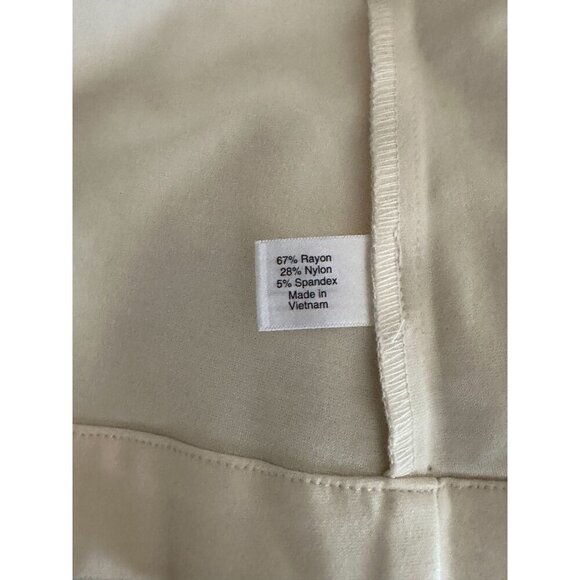 67% Rayon
28% Nylon
5% Spandex
Made in
Vietnam